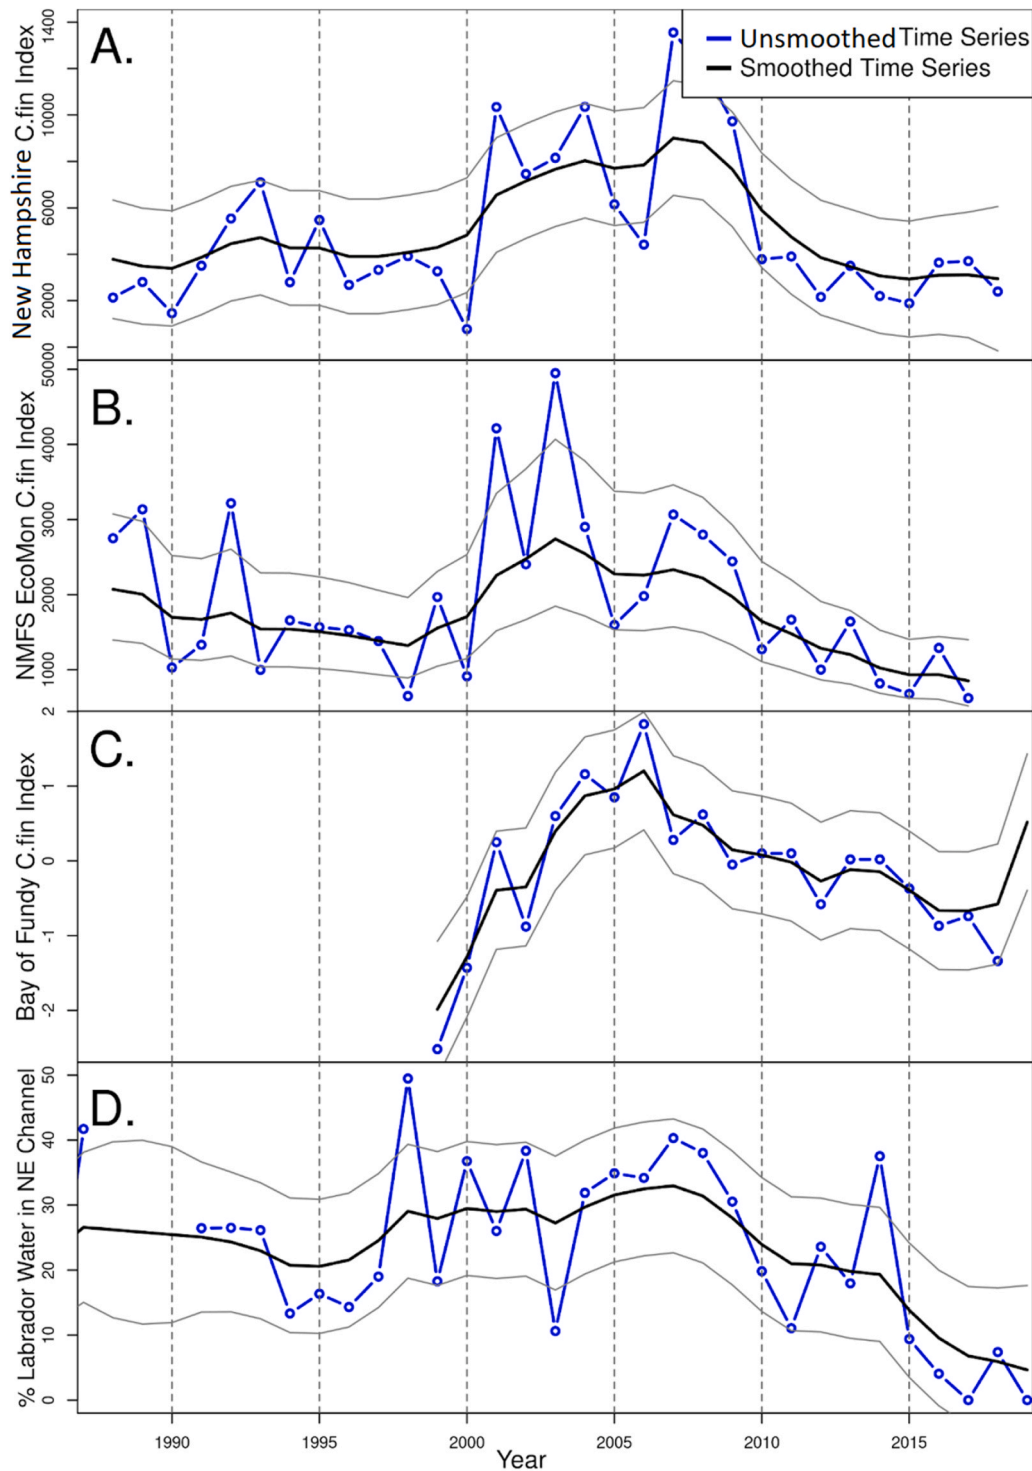 A.
Unsmoothed Time Series
Smoothed Time Series
New Hampshire C.fin Index
1400
10000
6000
2000
B.
NMFS EcoMon C.fin Index
50000
4000
3000
2000
1000
C.
Bay of Fundy C.fin Index
2
1
0
-1
-2
D.
% Labrador Water in NE Channel
50
40
30
20
10
0
1990 1995 2000 2005 2010 2015
Year